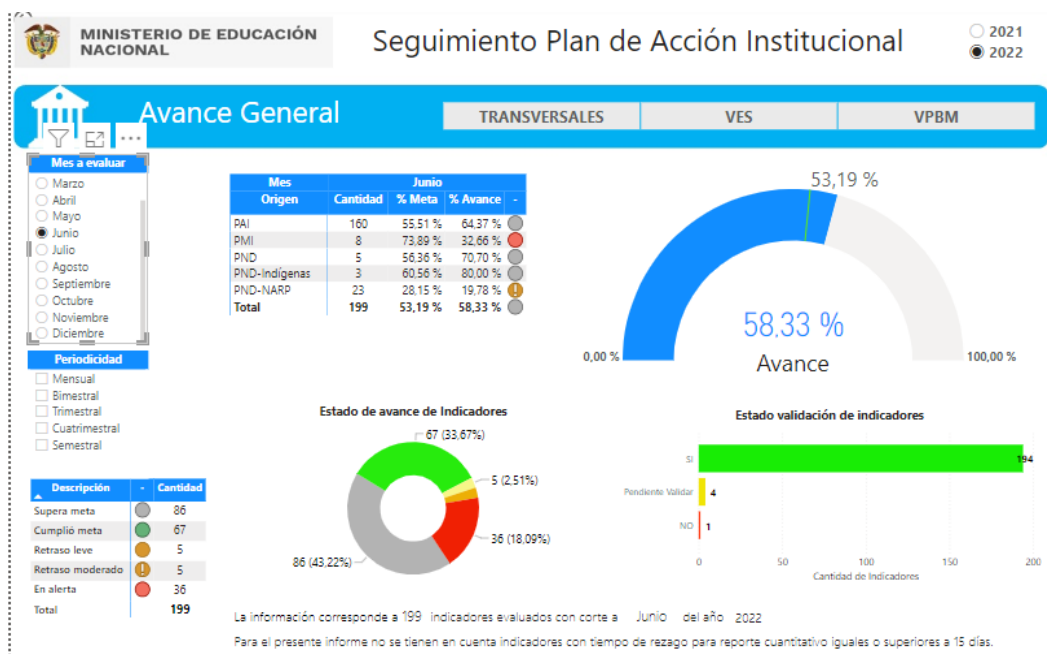 MINISTERIO DE EDUCACIÓN
NACIONAL
Seguimiento Plan de Acción Institucional
2021
2022
Avance General
TRANSVERSALES
VES
VPBM
Mes a evaluar
Marzo
Abril
Mayo
Junio
Julio
Agosto
Septiembre
Octubre
Noviembre
Diciembre
Periodicidad
Mensual
Bimestral
Trimestral
Cuatrimestral
Semestral
Mes Junio
Origen Cantidad % Meta % Avance -
PAI 160 55,51 % 64,37 %
PMI 8 73,89 % 32,66 %
PND 5 56,36 % 70,70 %
PND-Indígenas 3 60,56 % 80,00 %
PND-NARP 23 28,15 % 19,78 %
Total 199 53,19 % 58,33 %
53,19 %
58,33 %
Avance
0,00 %
100,00 %
Descripción - Cantidad
Supera meta 86
Cumplió meta 67
Retraso leve 5
Retraso moderado 5
En alerta 36
Total 199
Estado de avance de Indicadores
67 (33,67%)
5 (2,51%)
36 (18,09%)
86 (43,22%)
Estado validación de indicadores
SI 194
Pendiente Validar 4
NO 1
0 50 100 150 200
Cantidad de Indicadores
La información corresponde a 199 indicadores evaluados con corte a Junio del año 2022
Para el presente informe no se tienen en cuenta indicadores con tiempo de rezago para reporte cuantitativo iguales o superiores a 15 días.